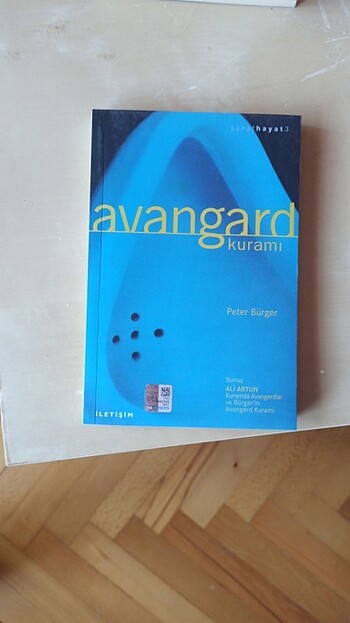 sanathayat3
avangard
kuramı
Peter Bürger
Sunuş
ALİ ARTUN
Kuramda Avangardlar
ve Bürger'in
Avangard Kuramı
İLETİŞİM